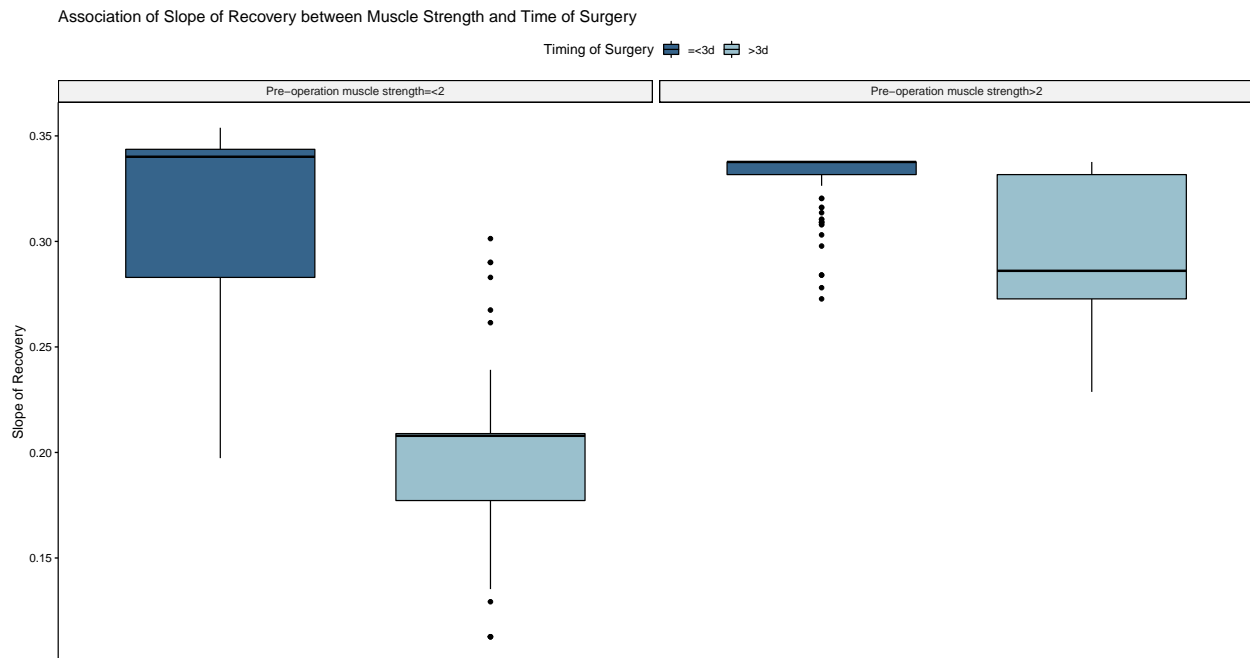 Association of Slope of Recovery between Muscle Strength and Time of Surgery
Timing of Surgery =<3d >3d
Pre−operation muscle strength=<2 Pre−operation muscle strength>2
Slope of Recovery
0.35
0.30
0.25
0.20
0.15